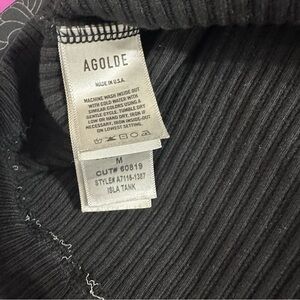 AGOLDE
MADE IN U.S.A.
MACHINE WASH INSIDE OUT
WITH COLD WATER WITH
SIMILAR COLORS USING
GENTLE CYCLE. TUMBLE DRY
LOW OR HANG DRY. IRON IF
NECESSARY. IRON INSIDE OUT
ON LOWEST SETTING.
M
CUT# 60819
STYLE# A7116-1387
ISLA TANK